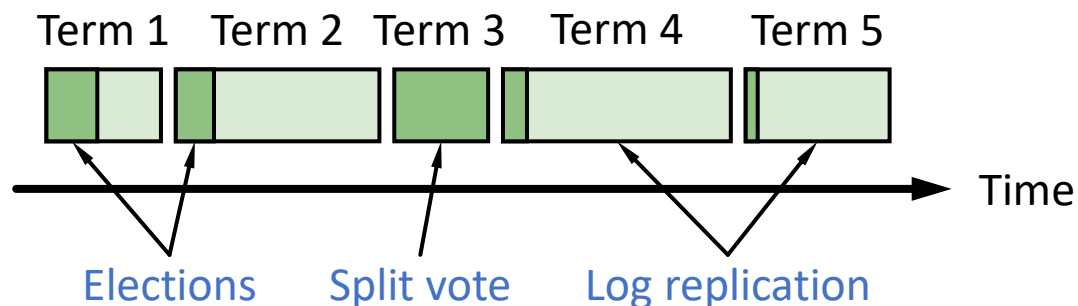 Term 1 Term 2 Term 3 Term 4 Term 5
Time
Elections Split vote Log replication